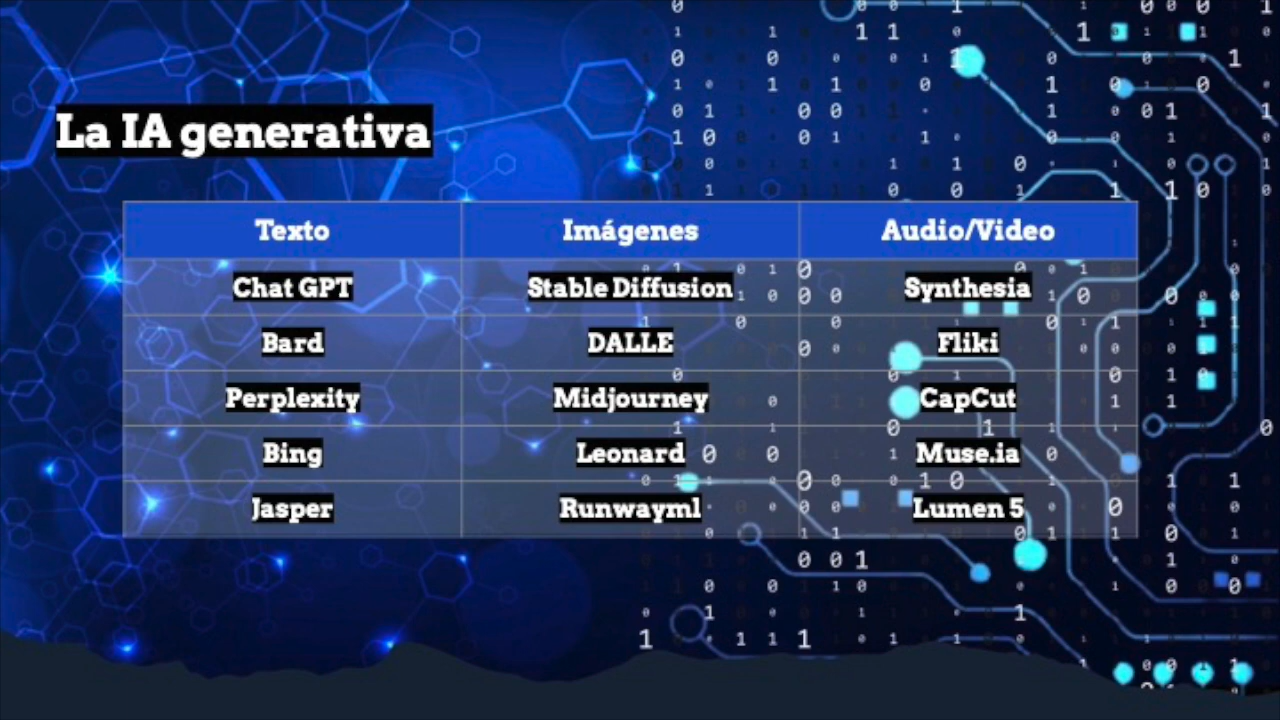 La IA generativa
Texto Imágenes Audio/Video
Chat GPT Stable Diffusion Synthesia
Bard DALLE Fliki
Perplexity Midjourney CapCut
Bing Leonard Muse.ia
Jasper Runwayml Lumen 5